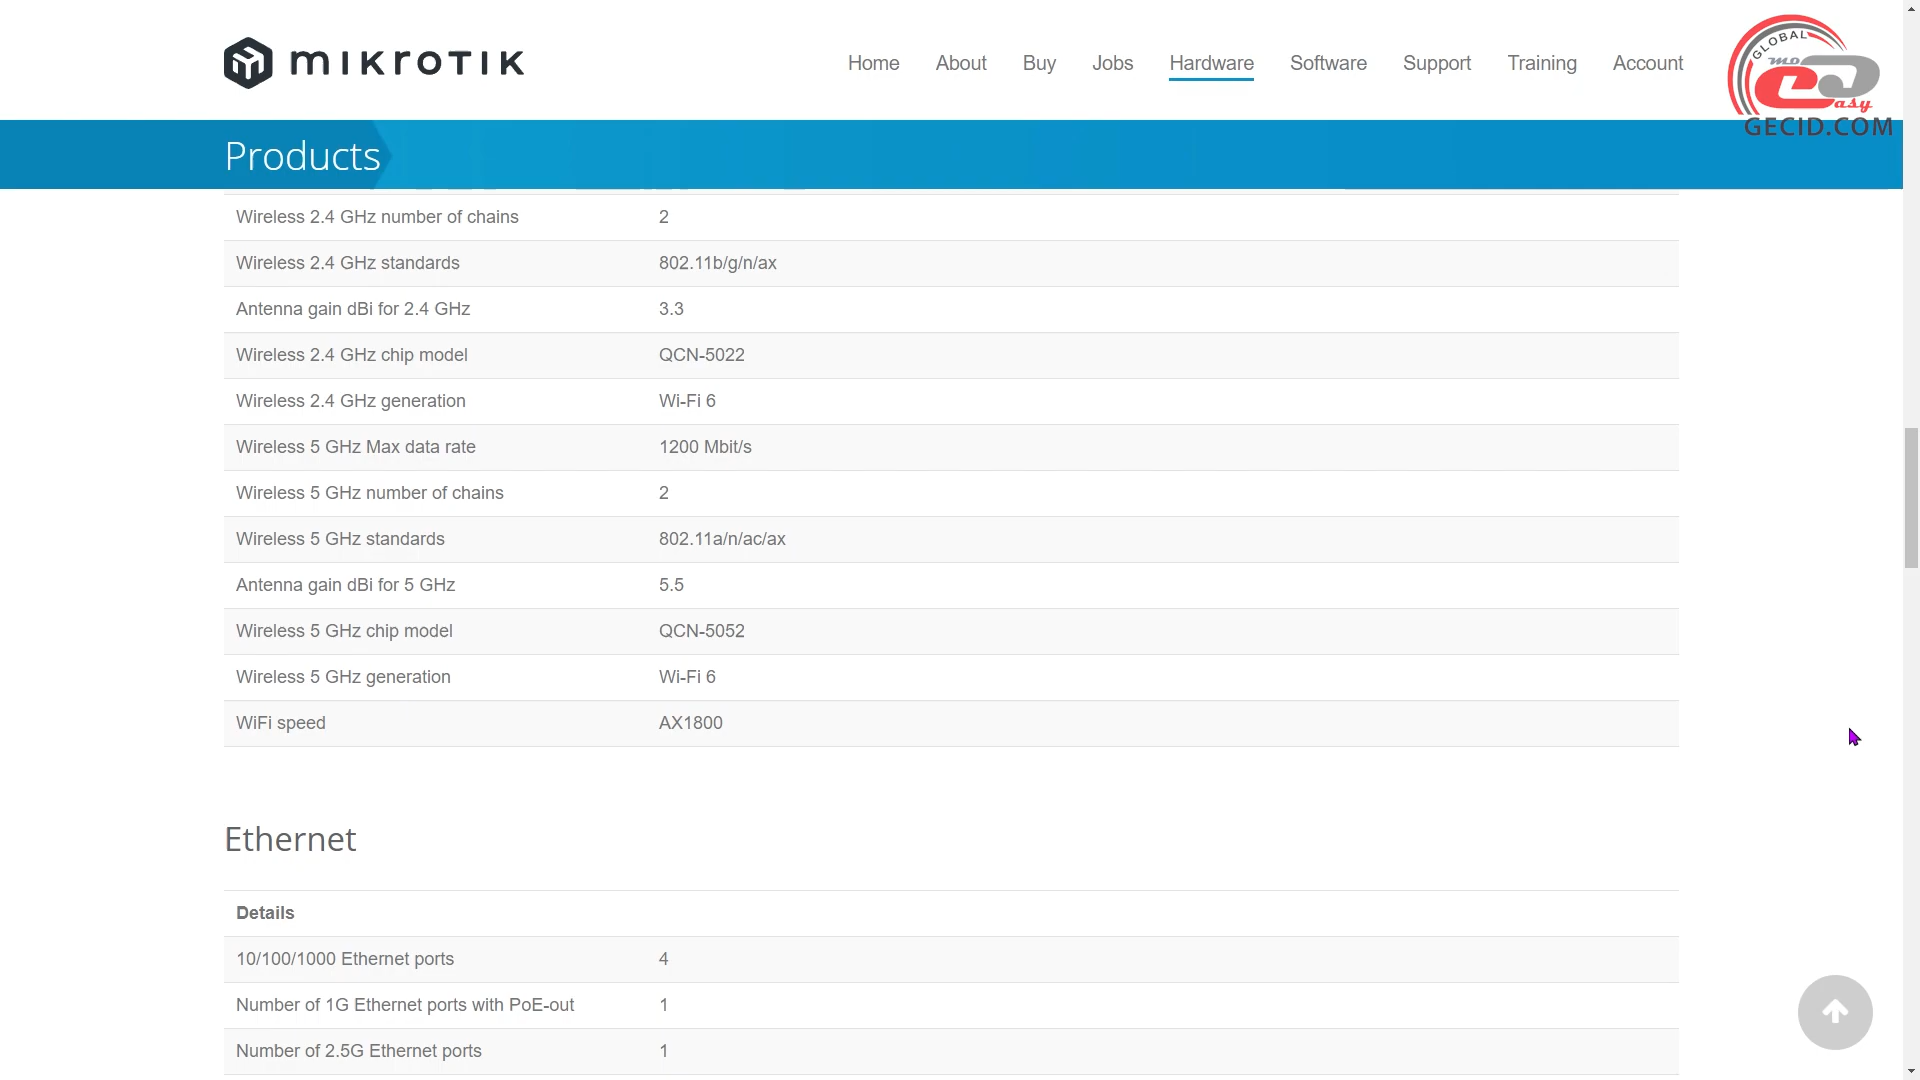 mikrotik
Home About Buy Jobs Hardware Software Support Training Account
GLOBAL
mo
asy
GECID.COM
Products
Wireless 2.4 GHz number of chains 2
Wireless 2.4 GHz standards 802.11b/g/n/ax
Antenna gain dBi for 2.4 GHz 3.3
Wireless 2.4 GHz chip model QCN-5022
Wireless 2.4 GHz generation Wi-Fi 6
Wireless 5 GHz Max data rate 1200 Mbit/s
Wireless 5 GHz number of chains 2
Wireless 5 GHz standards 802.11a/n/ac/ax
Antenna gain dBi for 5 GHz 5.5
Wireless 5 GHz chip model QCN-5052
Wireless 5 GHz generation Wi-Fi 6
WiFi speed AX1800
Ethernet
Details
10/100/1000 Ethernet ports 4
Number of 1G Ethernet ports with PoE-out 1
Number of 2.5G Ethernet ports 1